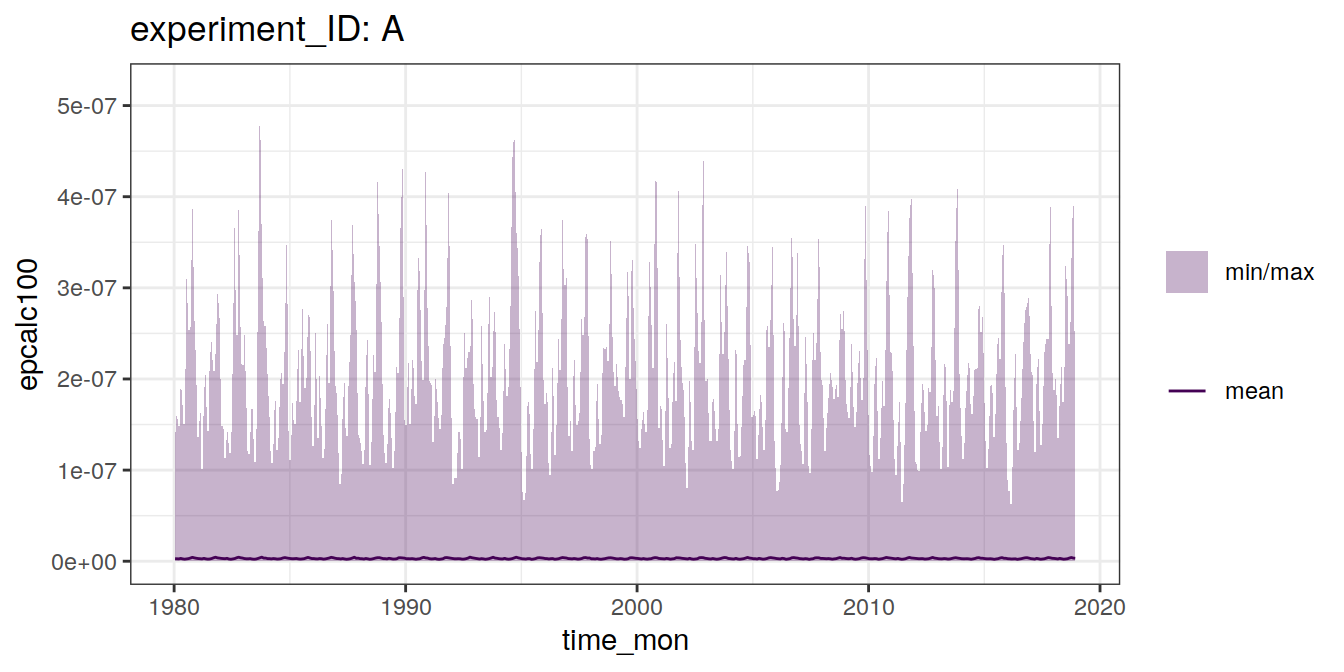 experiment_ID: A
epcalc100
5e-07
4e-07
3e-07
2e-07
1e-07
0e+00
1980
1990
2000
2010
2020
time_mon
min/max
mean